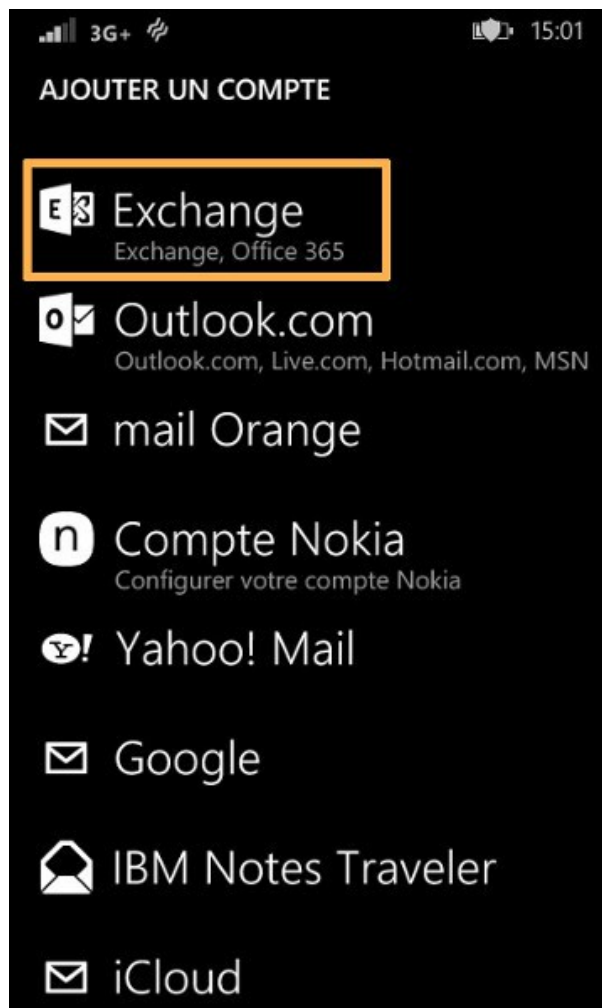 3G+ 15:01
AJOUTER UN COMPTE
Exchange
Exchange, Office 365
Outlook.com
Outlook.com, Live.com, Hotmail.com, MSN
mail Orange
Compte Nokia
Configurer votre compte Nokia
Yahoo! Mail
Google
IBM Notes Traveler
iCloud